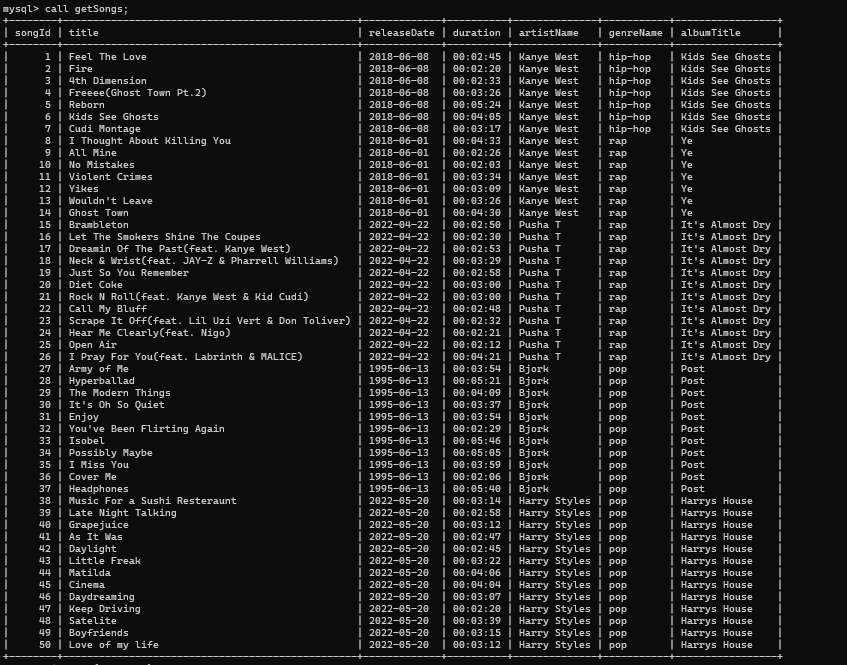 mysql> call getSongs;
| songId | title | releaseDate | duration | artistName | genreName | albumTitle |
| 1 | Feel The Love | 2018-06-08 | 00:02:45 | Kanye West | hip-hop | Kids See Ghosts |
| 2 | Fire | 2018-06-08 | 00:02:20 | Kanye West | hip-hop | Kids See Ghosts |
| 3 | 4th Dimension | 2018-06-08 | 00:02:33 | Kanye West | hip-hop | Kids See Ghosts |
| 4 | Freeee(Ghost Town Pt.2) | 2018-06-08 | 00:03:26 | Kanye West | hip-hop | Kids See Ghosts |
| 5 | Reborn | 2018-06-08 | 00:05:24 | Kanye West | hip-hop | Kids See Ghosts |
| 6 | Kids See Ghosts | 2018-06-08 | 00:04:05 | Kanye West | hip-hop | Kids See Ghosts |
| 7 | Cudi Montage | 2018-06-08 | 00:03:17 | Kanye West | hip-hop | Kids See Ghosts |
| 8 | I Thought About Killing You | 2018-06-01 | 00:04:33 | Kanye West | rap | Ye |
| 9 | All Mine | 2018-06-01 | 00:02:26 | Kanye West | rap | Ye |
| 10 | No Mistakes | 2018-06-01 | 00:02:03 | Kanye West | rap | Ye |
| 11 | Violent Crimes | 2018-06-01 | 00:03:34 | Kanye West | rap | Ye |
| 12 | Yikes | 2018-06-01 | 00:03:09 | Kanye West | rap | Ye |
| 13 | Wouldn't Leave | 2018-06-01 | 00:03:26 | Kanye West | rap | Ye |
| 14 | Ghost Town | 2018-06-01 | 00:04:30 | Kanye West | rap | Ye |
| 15 | Brambleton | 2022-04-22 | 00:02:50 | Pusha T | rap | It's Almost Dry |
| 16 | Let The Smokers Shine The Coupes | 2022-04-22 | 00:02:30 | Pusha T | rap | It's Almost Dry |
| 17 | Dreamin Of The Past(feat. Kanye West) | 2022-04-22 | 00:02:53 | Pusha T | rap | It's Almost Dry |
| 18 | Neck & Wrist(feat. JAY-Z & Pharrell Williams) | 2022-04-22 | 00:03:29 | Pusha T | rap | It's Almost Dry |
| 19 | Just So You Remember | 2022-04-22 | 00:02:58 | Pusha T | rap | It's Almost Dry |
| 20 | Diet Coke | 2022-04-22 | 00:03:00 | Pusha T | rap | It's Almost Dry |
| 21 | Rock N Roll(feat. Kanye West & Kid Cudi) | 2022-04-22 | 00:03:00 | Pusha T | rap | It's Almost Dry |
| 22 | Call My Bluff | 2022-04-22 | 00:02:48 | Pusha T | rap | It's Almost Dry |
| 23 | Scrape It Off(feat. Lil Uzi Vert & Don Toliver) | 2022-04-22 | 00:02:32 | Pusha T | rap | It's Almost Dry |
| 24 | Hear Me Clearly(feat. Nigo) | 2022-04-22 | 00:02:21 | Pusha T | rap | It's Almost Dry |
| 25 | Open Air | 2022-04-22 | 00:02:12 | Pusha T | rap | It's Almost Dry |
| 26 | I Pray For You(feat. Labrinth & MALICE) | 2022-04-22 | 00:04:21 | Pusha T | rap | It's Almost Dry |
| 27 | Army of Me | 1995-06-13 | 00:03:54 | Bjork | pop | Post |
| 28 | Hyperballad | 1995-06-13 | 00:05:21 | Bjork | pop | Post |
| 29 | The Modern Things | 1995-06-13 | 00:04:09 | Bjork | pop | Post |
| 30 | It's Oh So Quiet | 1995-06-13 | 00:03:37 | Bjork | pop | Post |
| 31 | Enjoy | 1995-06-13 | 00:03:54 | Bjork | pop | Post |
| 32 | You've Been Flirting Again | 1995-06-13 | 00:02:29 | Bjork | pop | Post |
| 33 | Isobel | 1995-06-13 | 00:05:46 | Bjork | pop | Post |
| 34 | Possibly Maybe | 1995-06-13 | 00:05:05 | Bjork | pop | Post |
| 35 | I Miss You | 1995-06-13 | 00:03:59 | Bjork | pop | Post |
| 36 | Cover Me | 1995-06-13 | 00:02:06 | Bjork | pop | Post |
| 37 | Headphones | 1995-06-13 | 00:05:40 | Bjork | pop | Post |
| 38 | Music For a Sushi Resteraunt | 2022-05-20 | 00:03:14 | Harry Styles | pop | Harrys House |
| 39 | Late Night Talking | 2022-05-20 | 00:02:58 | Harry Styles | pop | Harrys House |
| 40 | Grapejuice | 2022-05-20 | 00:03:12 | Harry Styles | pop | Harrys House |
| 41 | As It Was | 2022-05-20 | 00:02:47 | Harry Styles | pop | Harrys House |
| 42 | Daylight | 2022-05-20 | 00:02:45 | Harry Styles | pop | Harrys House |
| 43 | Little Freak | 2022-05-20 | 00:03:22 | Harry Styles | pop | Harrys House |
| 44 | Matilda | 2022-05-20 | 00:04:06 | Harry Styles | pop | Harrys House |
| 45 | Cinema | 2022-05-20 | 00:04:04 | Harry Styles | pop | Harrys House |
| 46 | Daydreaming | 2022-05-20 | 00:03:07 | Harry Styles | pop | Harrys House |
| 47 | Keep Driving | 2022-05-20 | 00:02:20 | Harry Styles | pop | Harrys House |
| 48 | Satelite | 2022-05-20 | 00:03:39 | Harry Styles | pop | Harrys House |
| 49 | Boyfriends | 2022-05-20 | 00:03:15 | Harry Styles | pop | Harrys House |
| 50 | Love of my life | 2022-05-20 | 00:03:12 | Harry Styles | pop | Harrys House |